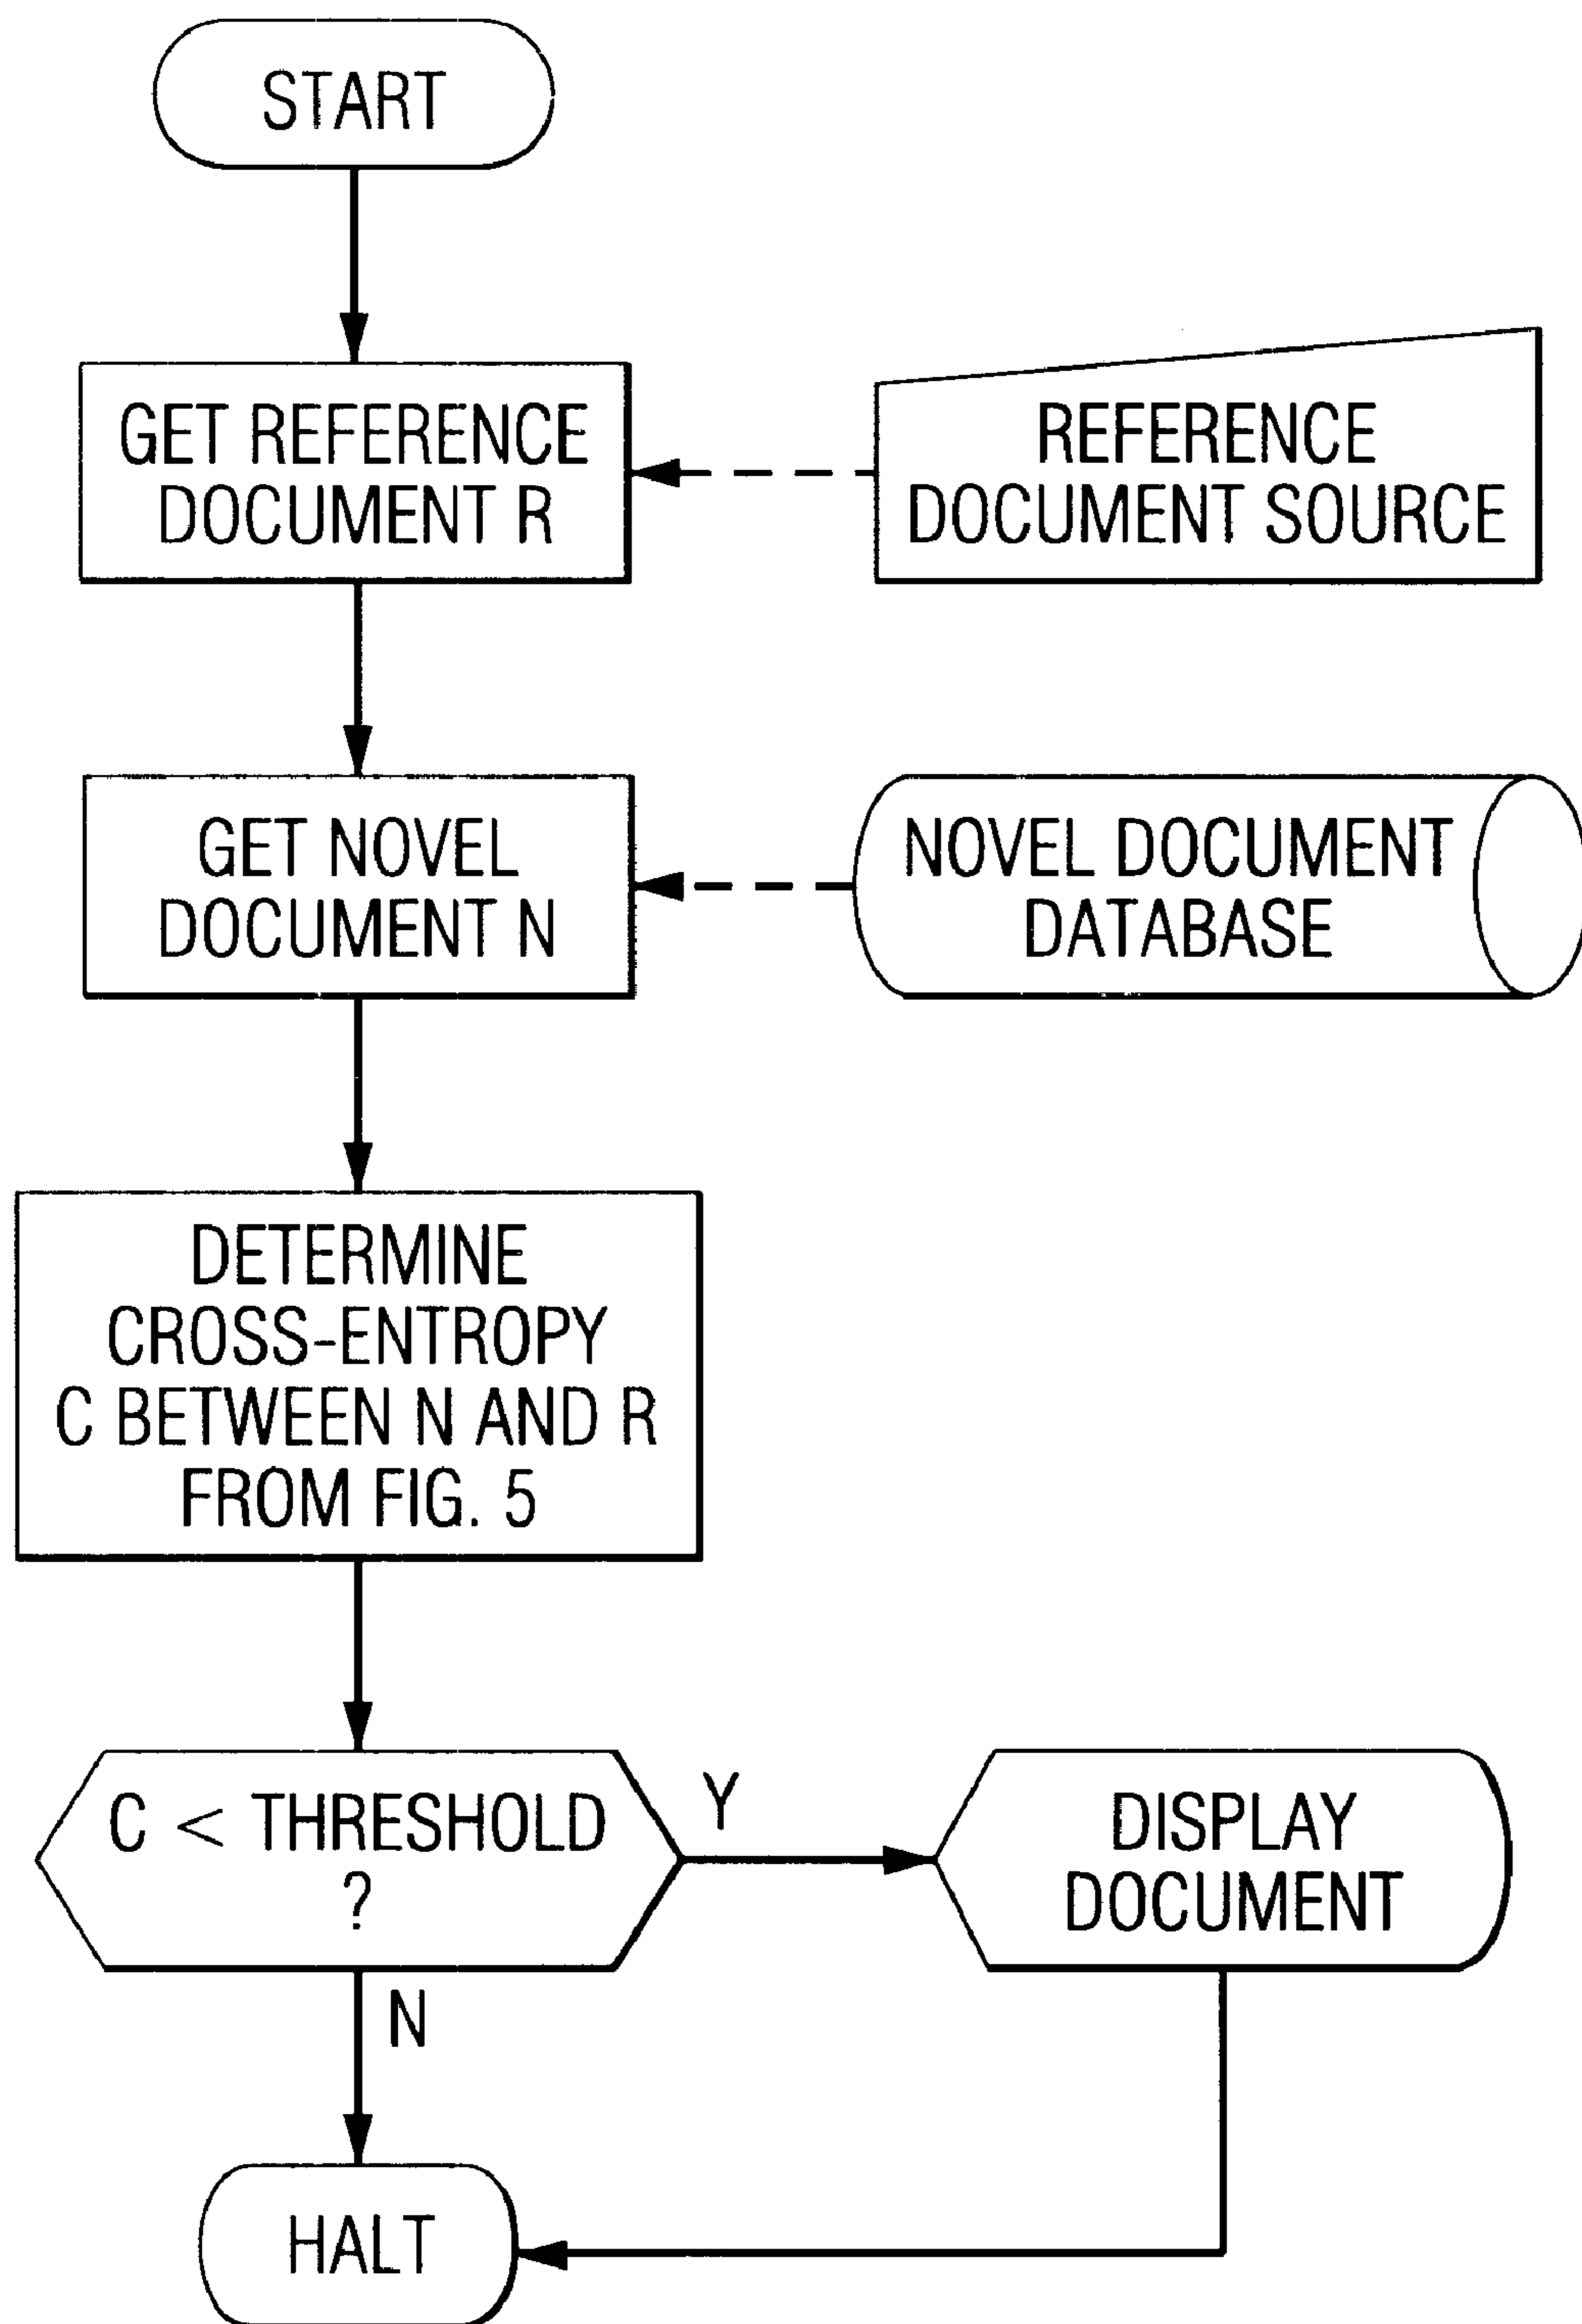 START
GET REFERENCE
DOCUMENT R
REFERENCE
DOCUMENT SOURCE
GET NOVEL
DOCUMENT N
NOVEL DOCUMENT
DATABASE
DETERMINE
CROSS-ENTROPY
C BETWEEN N AND R
FROM FIG. 5
C < THRESHOLD
?
Y
DISPLAY
DOCUMENT
N
HALT